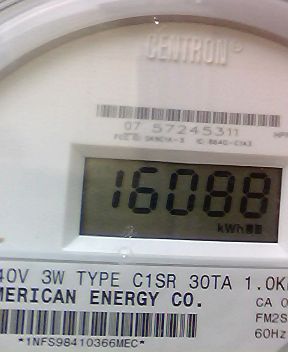 CENTRON®
07 57245311
16088
kWh
40V 3W TYPE C1SR 30TA 1.0K
MERICAN ENERGY CO.
CA 0
FM2S
60Hz
*1NFS98410366MEC*